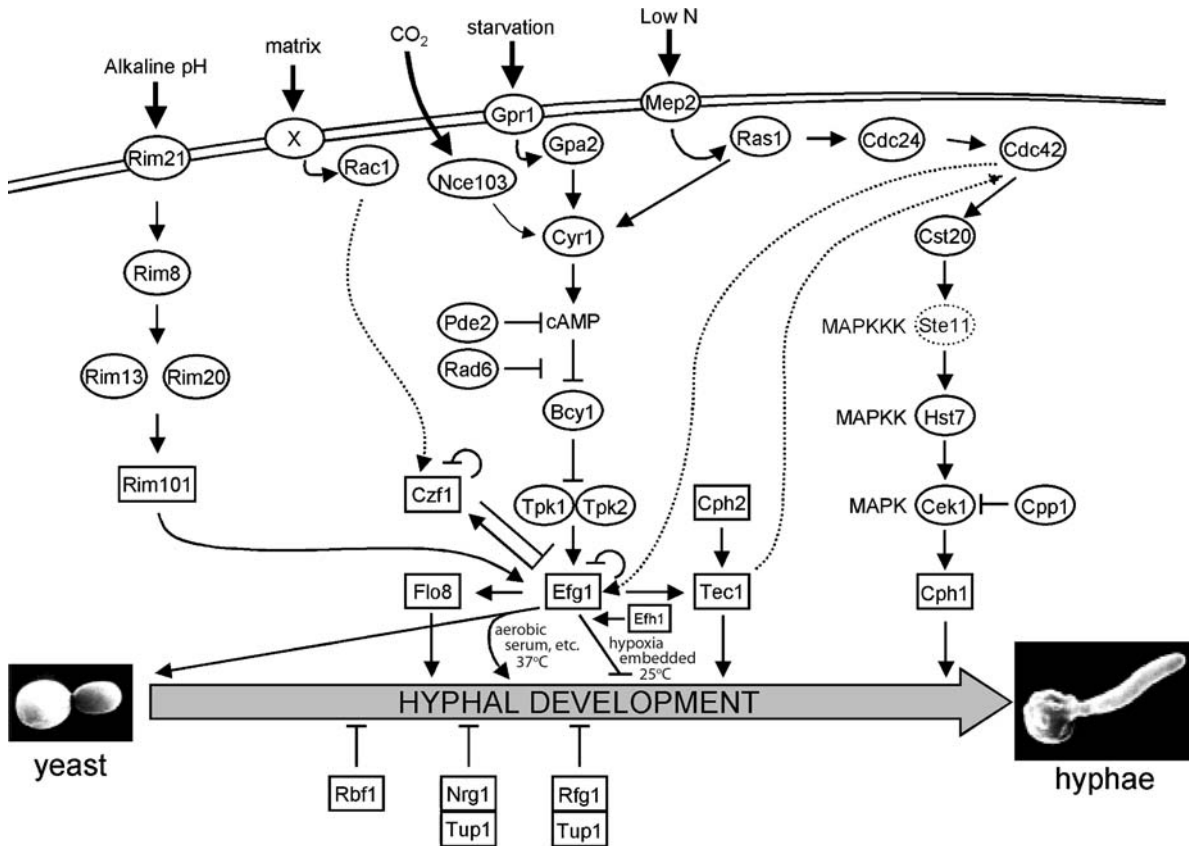 Low N
starvation
CO2
matrix
Alkaline pH
Mep2
Gpr1
X
Rim21
Rac1
Nce103
Gpa2
Ras1
Cdc24
Cdc42
Cyr1
Cst20
Rim8
Pde2
cAMP
MAPKKK
Ste11
Rad6
Rim13
Rim20
Bcy1
MAPKK
Hst7
Rim101
Czf1
Tpk1
Tpk2
Cph2
MAPK
Cek1
Cpp1
Flo8
Efg1
Tec1
Cph1
Efh1
aerobic
serum, etc.
37°C
hypoxia
embedded
25°C
HYPHAL DEVELOPMENT
yeast
hyphae
Rbf1
Nrg1
Tup1
Rfg1
Tup1